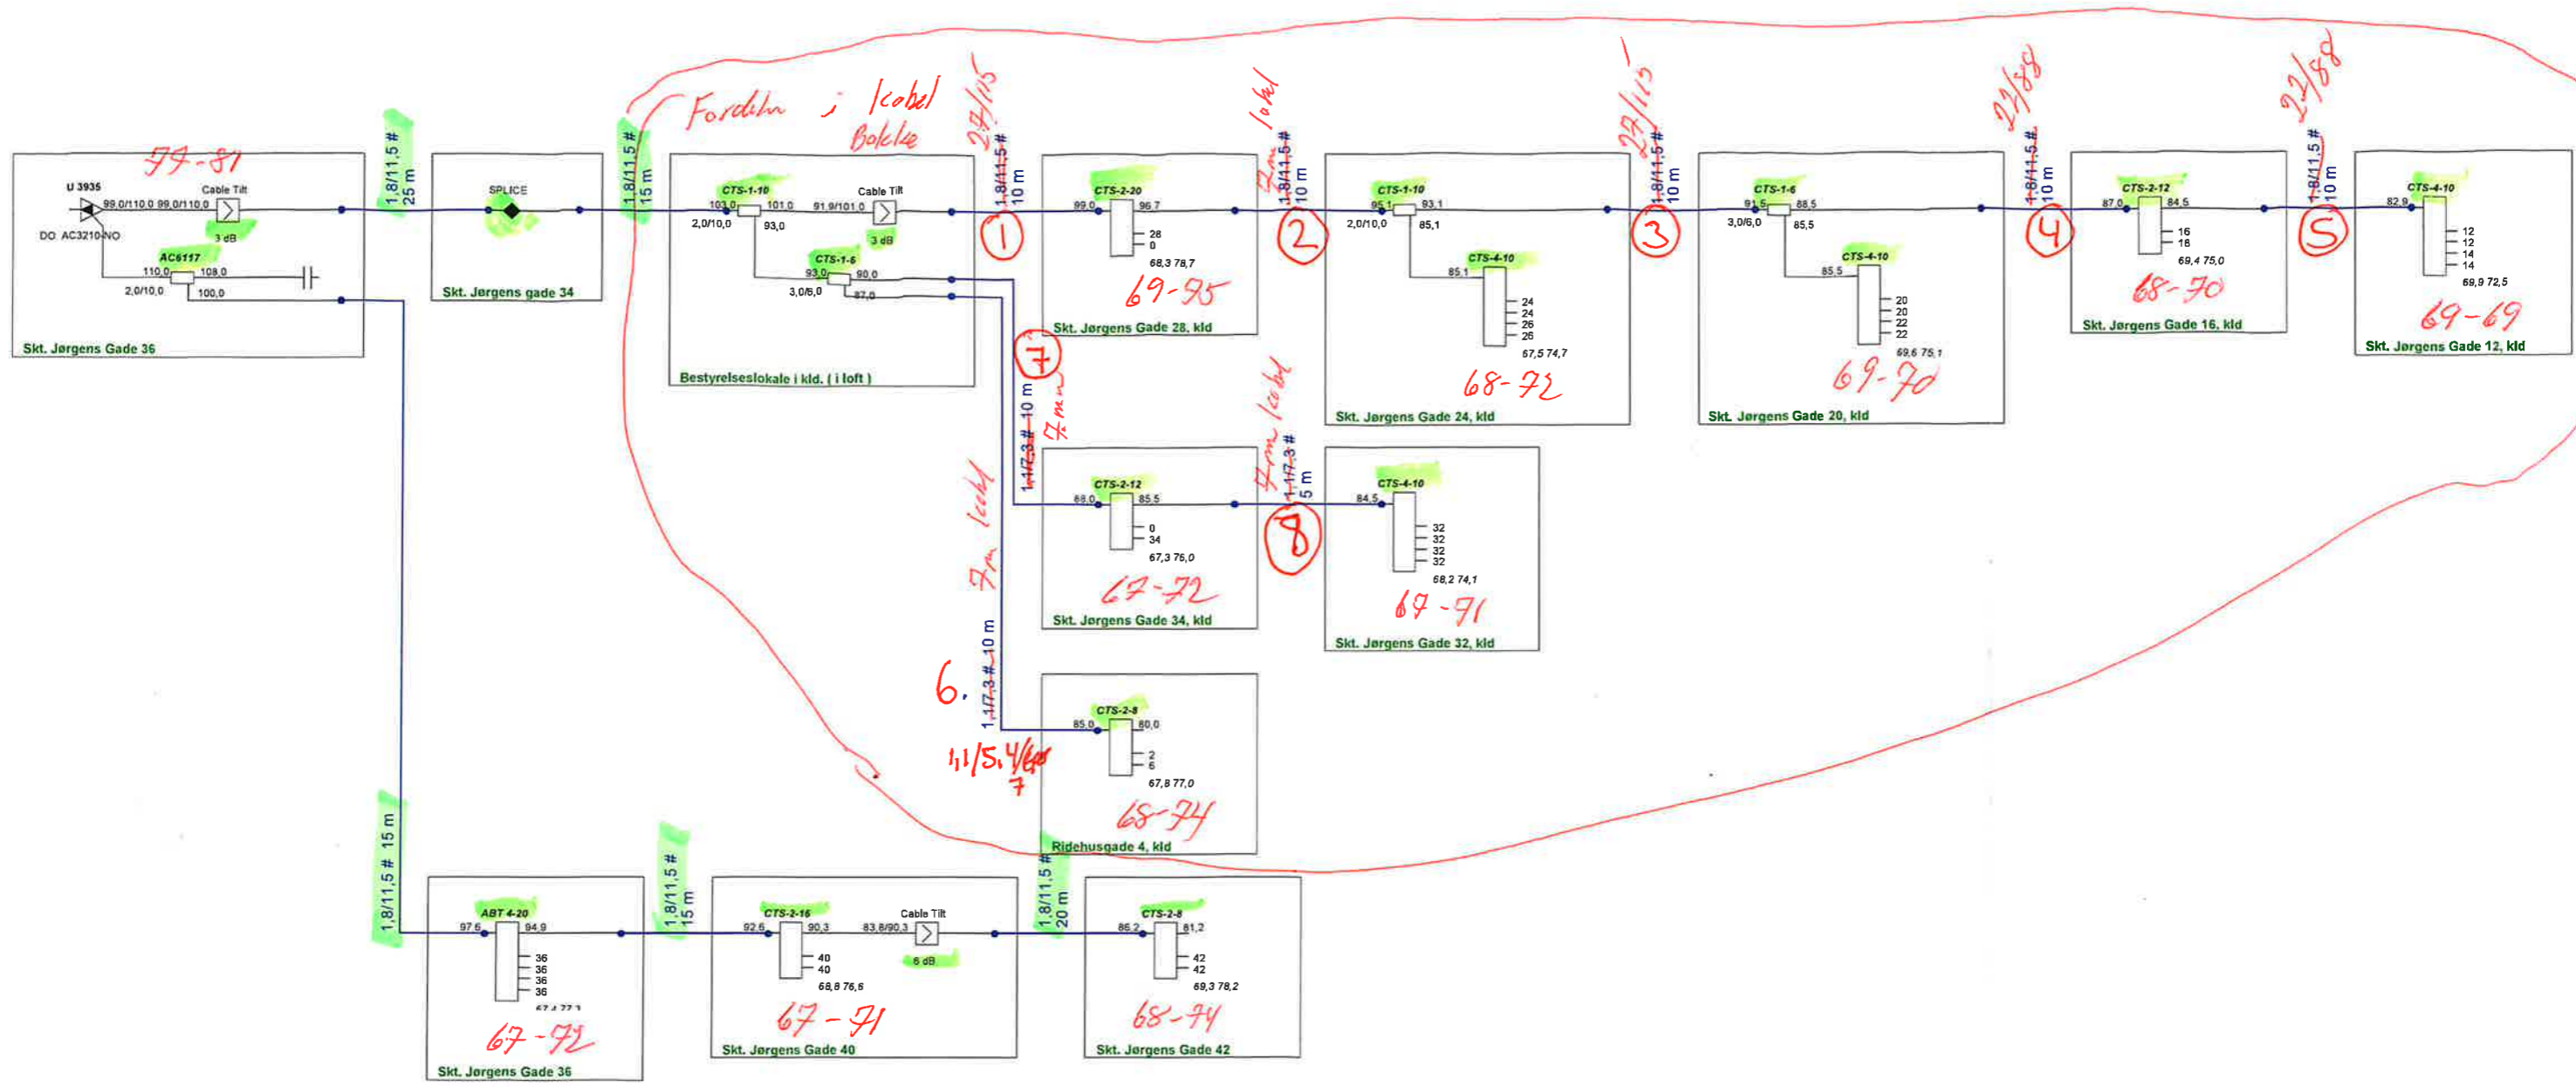 79-81
U 3935
99,0/110,0 99,0/110,0
Cable Tilt
3 dB
DO. AC3210-NO
AC6117
110,0
108,0
2,0/10,0
100,0
Skt. Jørgens Gade 36
1,8/11,5 #
25 m
SPLICE
Skt. Jørgens gade 34
1,8/11,5 #
15 m
i kabel
CTS-1-10
103,0
101,0
2,0/10,0
93,0
91,9/101,0
Cable Tilt
3 dB
CTS-1-6
93,0
90,0
3,0/6,0
87,0
Bestyrelseslokale i kld. ( i loft )
27/115
1,8/11,5 #
10 m
1
CTS-2-20
99,0
96,7
28
0
68,3 78,7
69-75
Skt. Jørgens Gade 28, kld
1,8/11,5 #
10 m
2
CTS-1-10
95,1
93,1
2,0/10,0
85,1
CTS-4-10
85,1
24
24
26
26
67,5 74,7
68-72
Skt. Jørgens Gade 24, kld
27/115
1,8/11,5 #
10 m
3
CTS-1-6
91,5
88,5
3,0/6,0
85,5
CTS-4-10
85,5
20
20
22
22
69,6 75,1
69-70
Skt. Jørgens Gade 20, kld
27/88
1,8/11,5 #
10 m
4
CTS-2-12
87,0
84,5
16
16
69,4 75,0
68-70
Skt. Jørgens Gade 16, kld
27/88
1,8/11,5 #
10 m
5
CTS-4-10
82,9
12
12
14
14
69,9 72,5
69-69
Skt. Jørgens Gade 12, kld
7
1,1/7,3 # 10 m
7 mm
CTS-2-12
88,0
85,5
0
34
67,3 75,0
67-72
Skt. Jørgens Gade 34, kld
7 mm kabel
1,1/7,3 #
5 m
8
CTS-4-10
84,5
32
32
32
32
68,2 74,1
67-71
Skt. Jørgens Gade 32, kld
7 mm kabel
1,1/7,3 # 10 m
6.
1,1/5,4/
7
CTS-2-8
85,0
80,0
2
6
67,8 77,0
68-74
Ridehusgade 4, kld
1,8/11,5 # 15 m
ABT 4-20
97,6
94,9
36
36
36
36
67-72
Skt. Jørgens Gade 36
1,8/11,5 #
15 m
CTS-2-16
92,6
90,3
40
40
68,8 76,6
83,8/90,3
Cable Tilt
6 dB
67-71
Skt. Jørgens Gade 40
1,8/11,5 #
20 m
CTS-2-8
86,2
81,2
42
42
69,3 78,2
68-74
Skt. Jørgens Gade 42